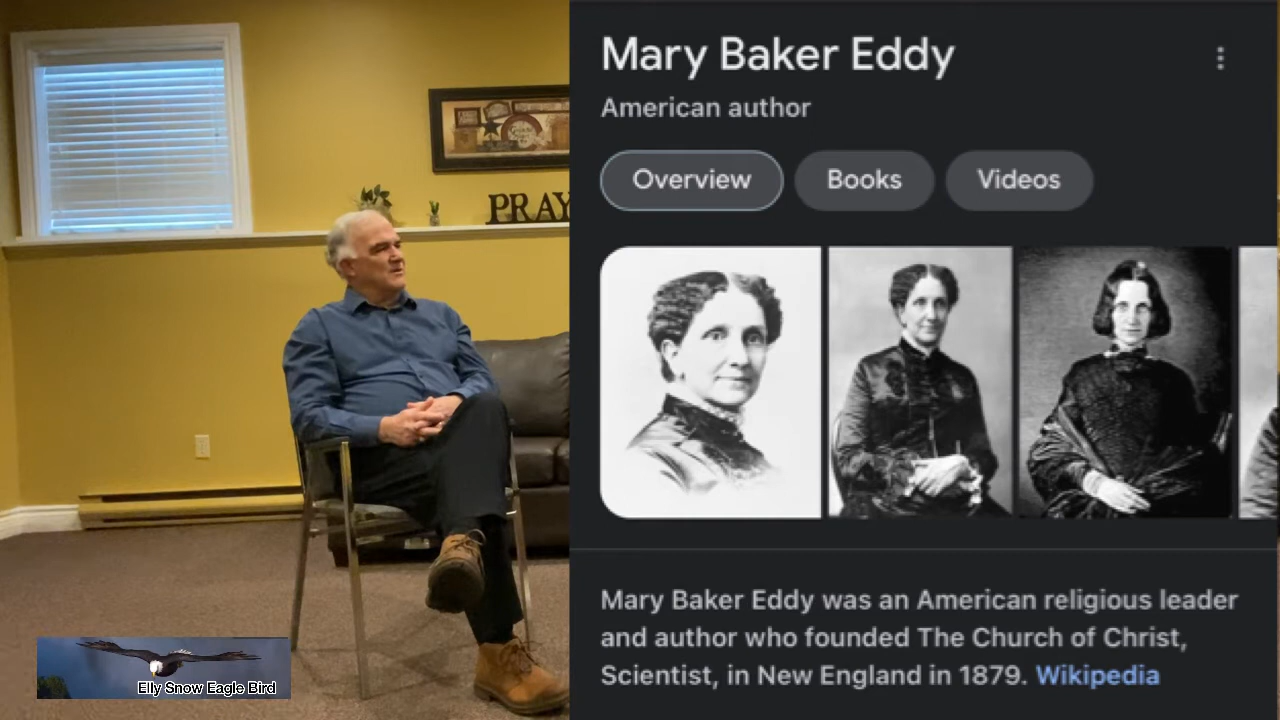 PRAY
Elly Snow Eagle Bird
Mary Baker Eddy
American author
Overview
Books
Videos
Mary Baker Eddy was an American religious leader
and author who founded The Church of Christ,
Scientist, in New England in 1879. Wikipedia